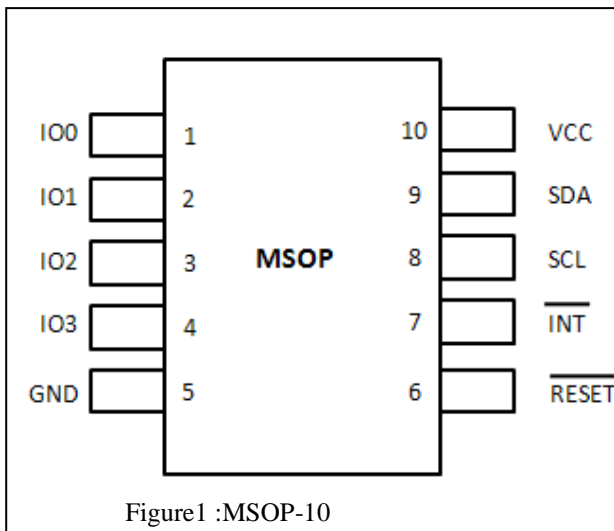 IO0 1 10 VCC
IO1 2 9 SDA
IO2 3 MSOP 8 SCL
IO3 4 7 INT
GND 5 6 RESET
Figure1 :MSOP-10